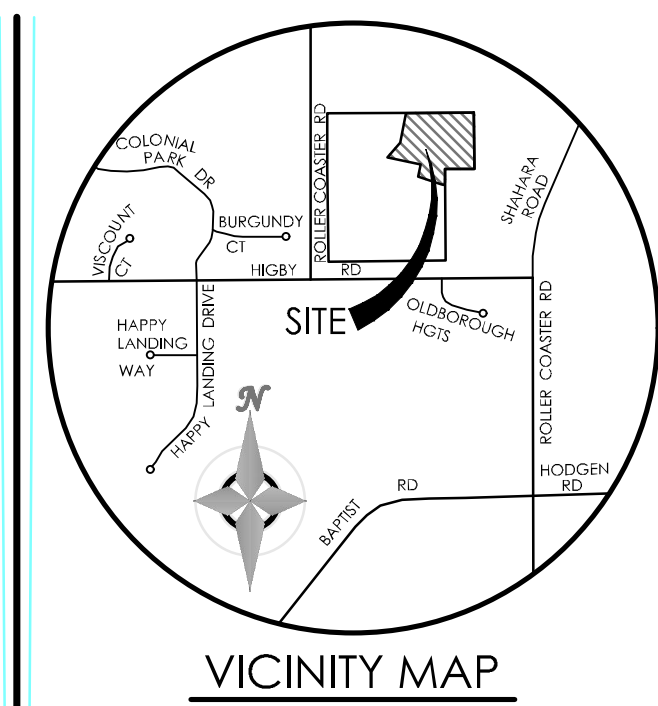 COLONIAL
PARK DR
ROLLER COASTER RD
SHAHARA
ROAD
VISCOUNT
CT
BURGUNDY
CT
HIGBY RD
SITE
OLDBOROUGH
HGTS
HAPPY
LANDING
WAY
HAPPY LANDING DRIVE
ROLLER COASTER RD
N
BAPTIST RD
HODGEN
RD
VICINITY MAP